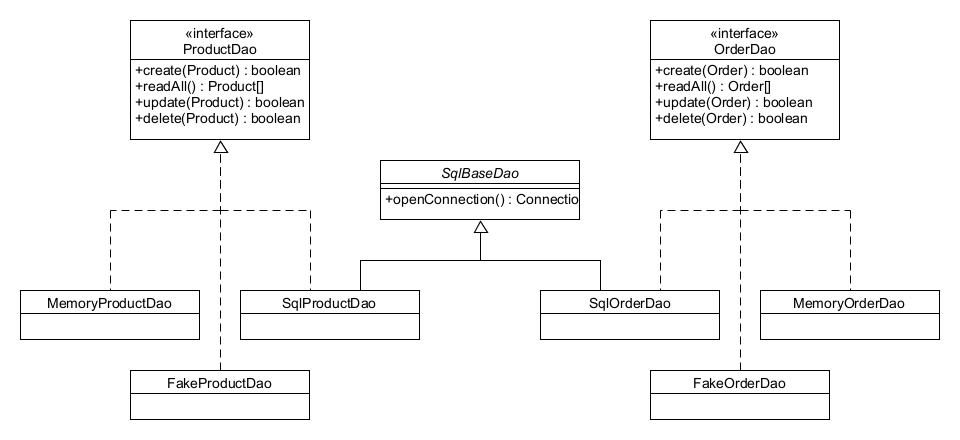 «interface»
ProductDao
+create(Product) : boolean
+readAll() : Product[]
+update(Product) : boolean
+delete(Product) : boolean
«interface»
OrderDao
+create(Order) : boolean
+readAll() : Order[]
+update(Order) : boolean
+delete(Order) : boolean
SqlBaseDao
+openConnection() : Connectio
MemoryProductDao
SqlProductDao
SqlOrderDao
MemoryOrderDao
FakeProductDao
FakeOrderDao